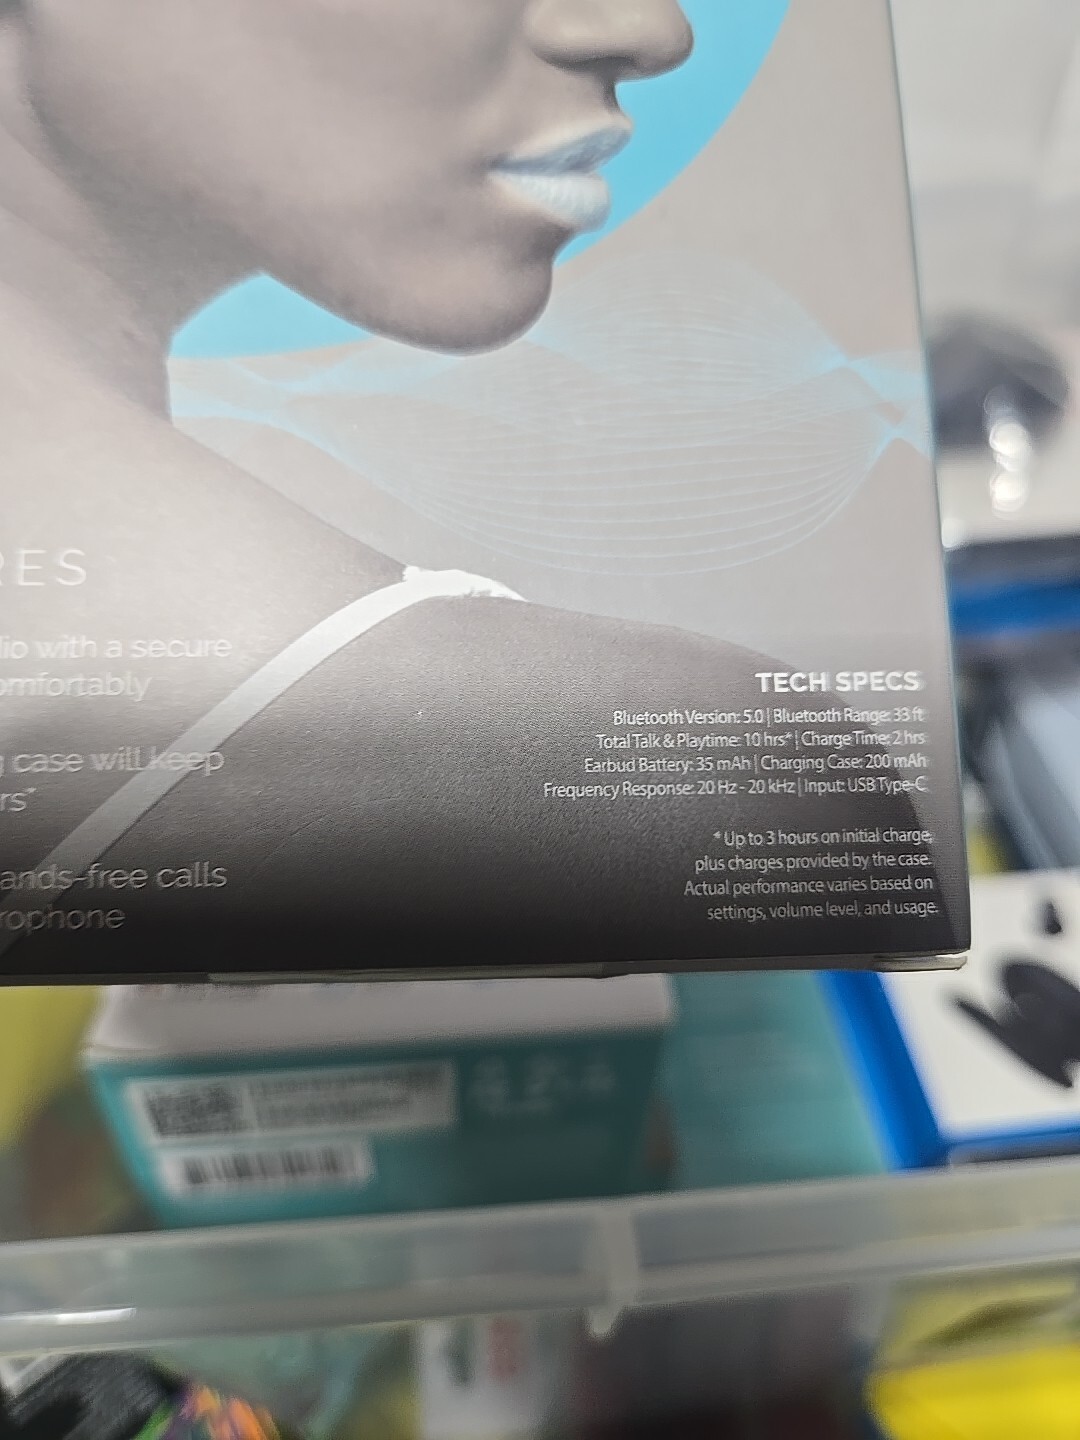 RES
dio with a secure
omfortably
g case will keep
rs*
ands-free calls
rophone
TECH SPECS
Bluetooth Version: 5.0 | Bluetooth Range: 33 ft
Total Talk & Playtime: 10 hrs* | Charge Time: 2 hrs
Earbud Battery: 35 mAh | Charging Case: 200 mAh
Frequency Response: 20 Hz - 20 kHz | Input: USB Type-C
* Up to 3 hours on initial charge,
plus charges provided by the case.
Actual performance varies based on
settings, volume level, and usage.